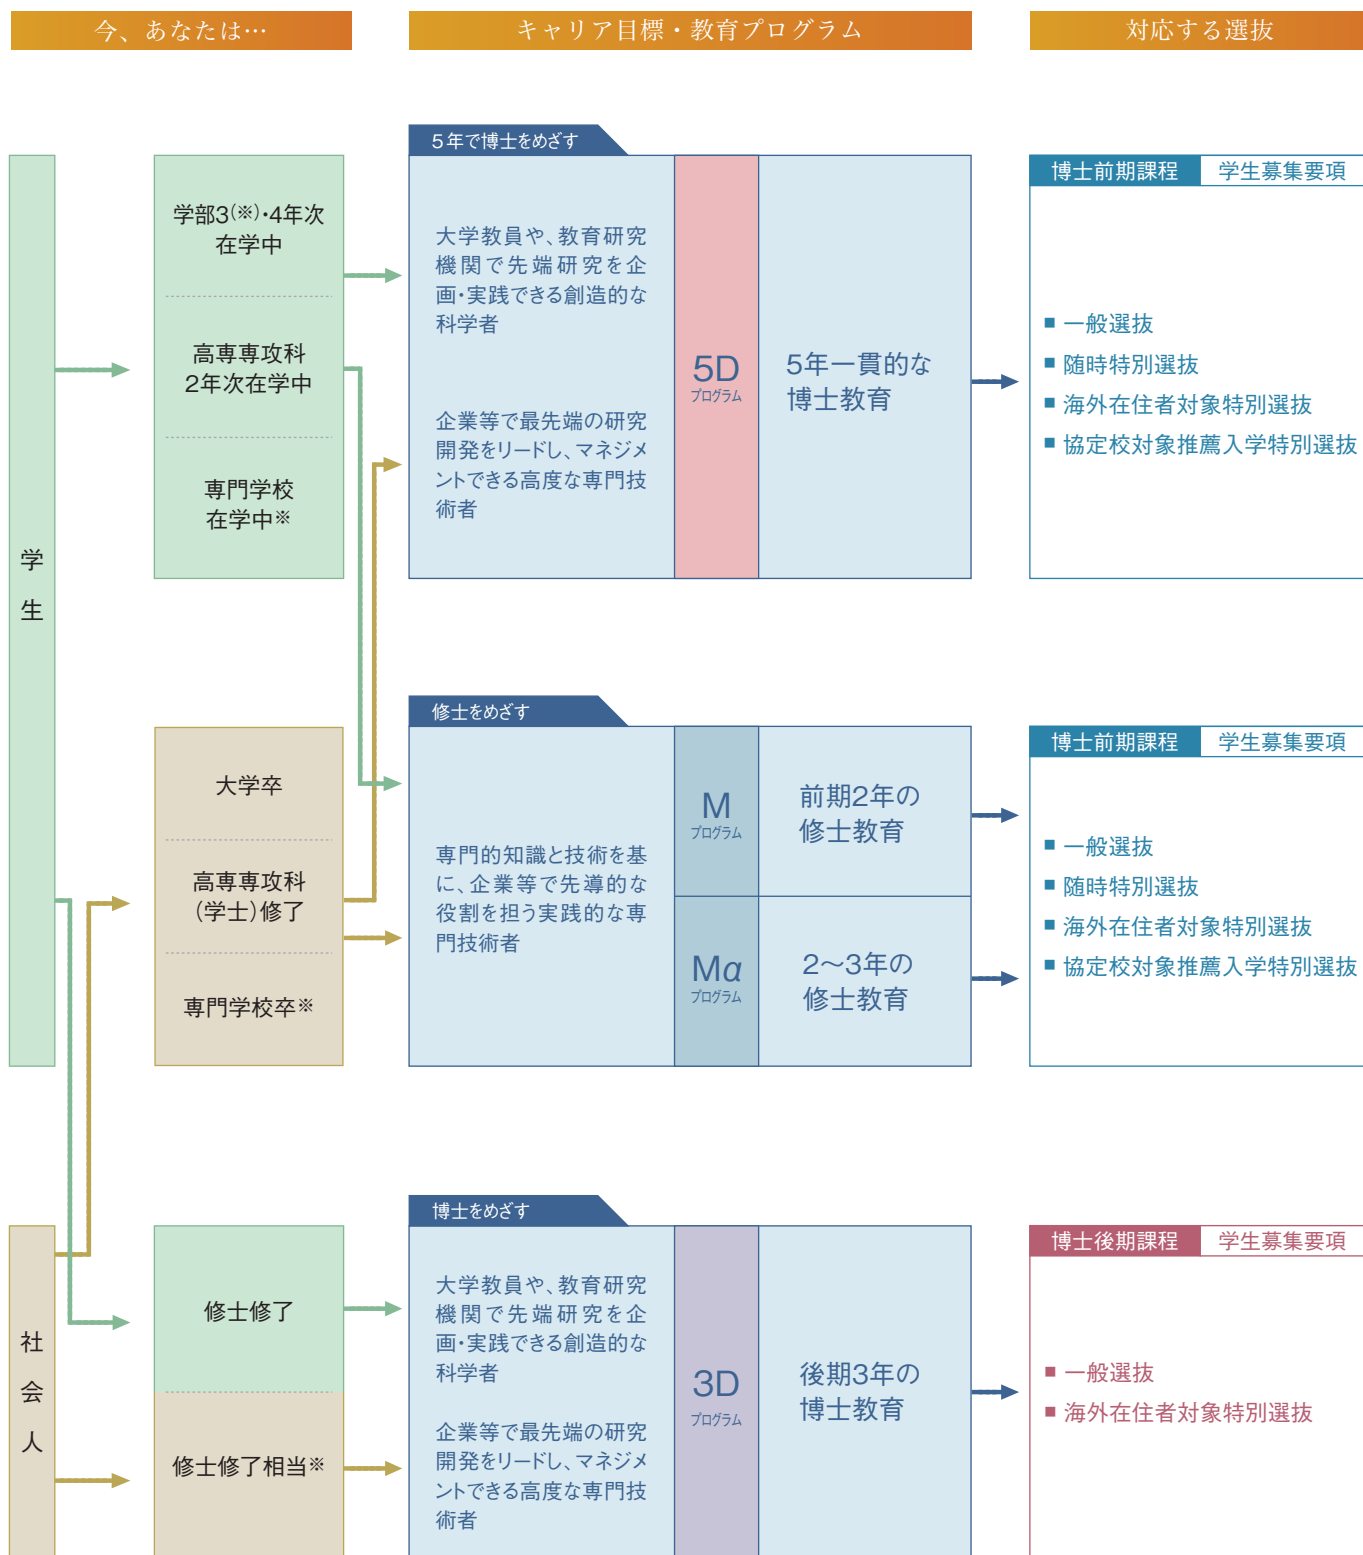 今、あなたは…
キャリア目標・教育プログラム
対応する選抜
学生
学部3(※)・4年次
在学中
高専専攻科
2年次在学中
専門学校
在学中※
5年で博士をめざす
大学教員や、教育研究
機関で先端研究を企
画・実践できる創造的な
科学者
企業等で最先端の研究
開発をリードし、マネジメ
ントできる高度な専門技
術者
5D
プログラム
5年一貫的な
博士教育
博士前期課程 学生募集要項
■ 一般選抜
■ 随時特別選抜
■ 海外在住者対象特別選抜
■ 協定校対象推薦入学特別選抜
大学卒
高専専攻科
(学士)修了
専門学校卒※
修士をめざす
専門的知識と技術を基
に、企業等で先導的な
役割を担う実践的な専
門技術者
M
プログラム
前期2年の
修士教育
Mα
プログラム
2〜3年の
修士教育
博士前期課程 学生募集要項
■ 一般選抜
■ 随時特別選抜
■ 海外在住者対象特別選抜
■ 協定校対象推薦入学特別選抜
社会人
修士修了
修士修了相当※
博士をめざす
大学教員や、教育研究
機関で先端研究を企
画・実践できる創造的な
科学者
企業等で最先端の研究
開発をリードし、マネジメ
ントできる高度な専門技
術者
3D
プログラム
後期3年の
博士教育
博士後期課程 学生募集要項
■ 一般選抜
■ 海外在住者対象特別選抜